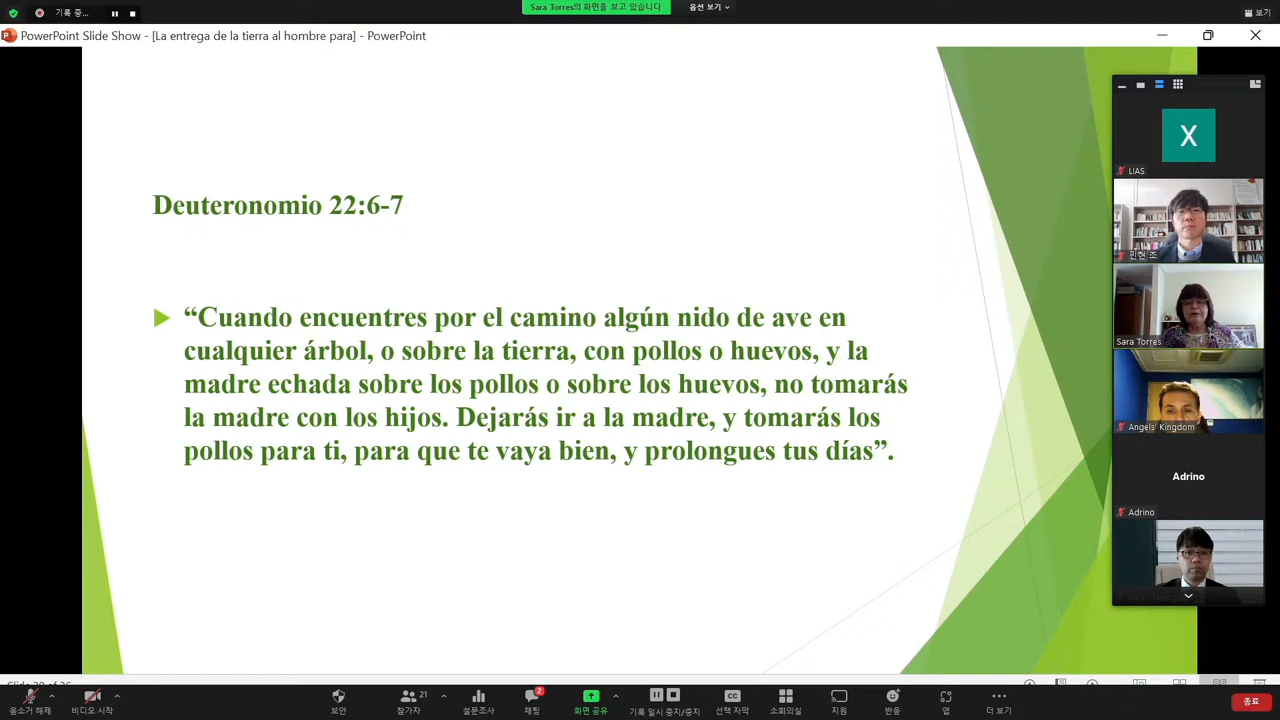 기록 중...
Sara Torres의 화면을 보고 있습니다
옵션 보기
보기
PowerPoint Slide Show - [La entrega de la tierra al hombre para] - PowerPoint
Deuteronomio 22:6-7
“Cuando encuentres por el camino algún nido de ave en
cualquier árbol, o sobre la tierra, con pollos o huevos, y la
madre echada sobre los pollos o sobre los huevos, no tomarás
la madre con los hijos. Dejarás ir a la madre, y tomarás los
pollos para ti, para que te vaya bien, y prolongues tus días”.
X
LIAS
민현 조
Sara Torres
Angels' Kingdom
Adrino
Adrino
음소거 해제
비디오 시작
보안
21
참가자
설문조사
2
채팅
화면 공유
기록 일시 중지/중지
CC
선택 자막
소회의실
지원
반응
앱
더 보기
종료